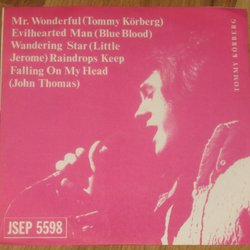 Mr. Wonderful (Tommy Körberg)
Evilhearted Man (Blue Blood)
Wandering Star (Little
Jerome) Raindrops Keep
Falling On My Head
(John Thomas)
TOMMY KÖRBERG
JSEP 5598